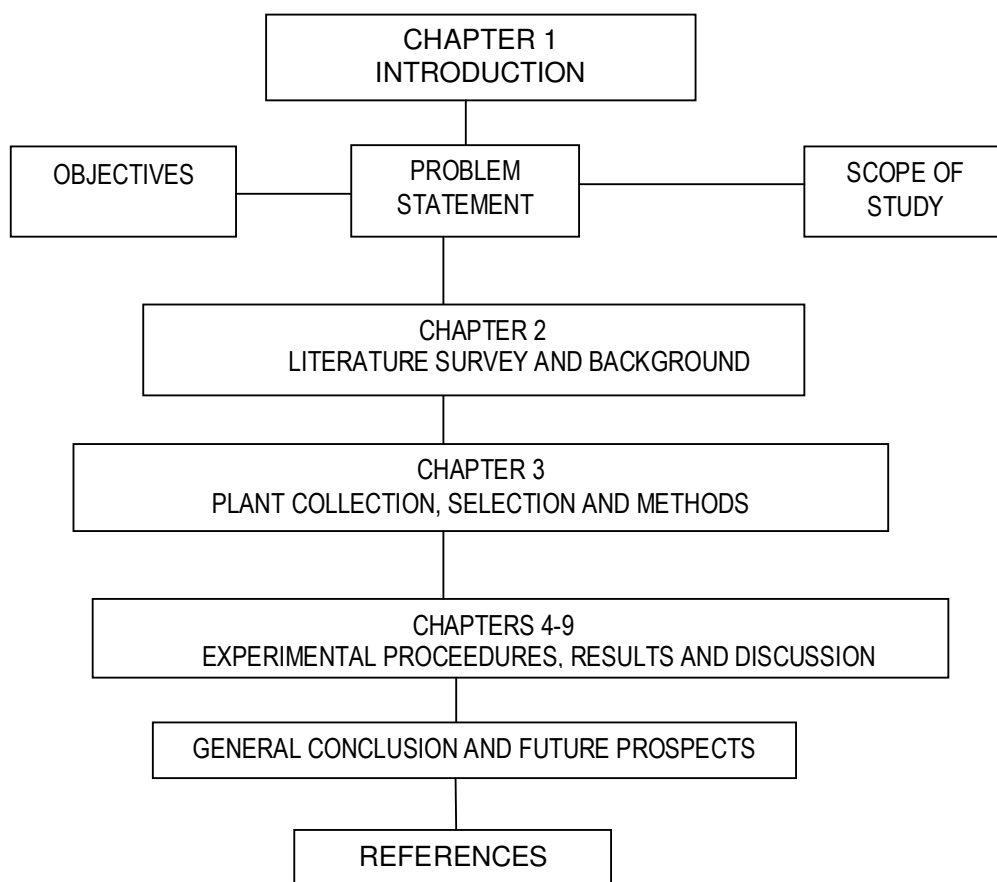 CHAPTER 1
INTRODUCTION
OBJECTIVES
PROBLEM
STATEMENT
SCOPE OF
STUDY
CHAPTER 2
LITERATURE SURVEY AND BACKGROUND
CHAPTER 3
PLANT COLLECTION, SELECTION AND METHODS
CHAPTERS 4-9
EXPERIMENTAL PROCEEDURES, RESULTS AND DISCUSSION
GENERAL CONCLUSION AND FUTURE PROSPECTS
REFERENCES